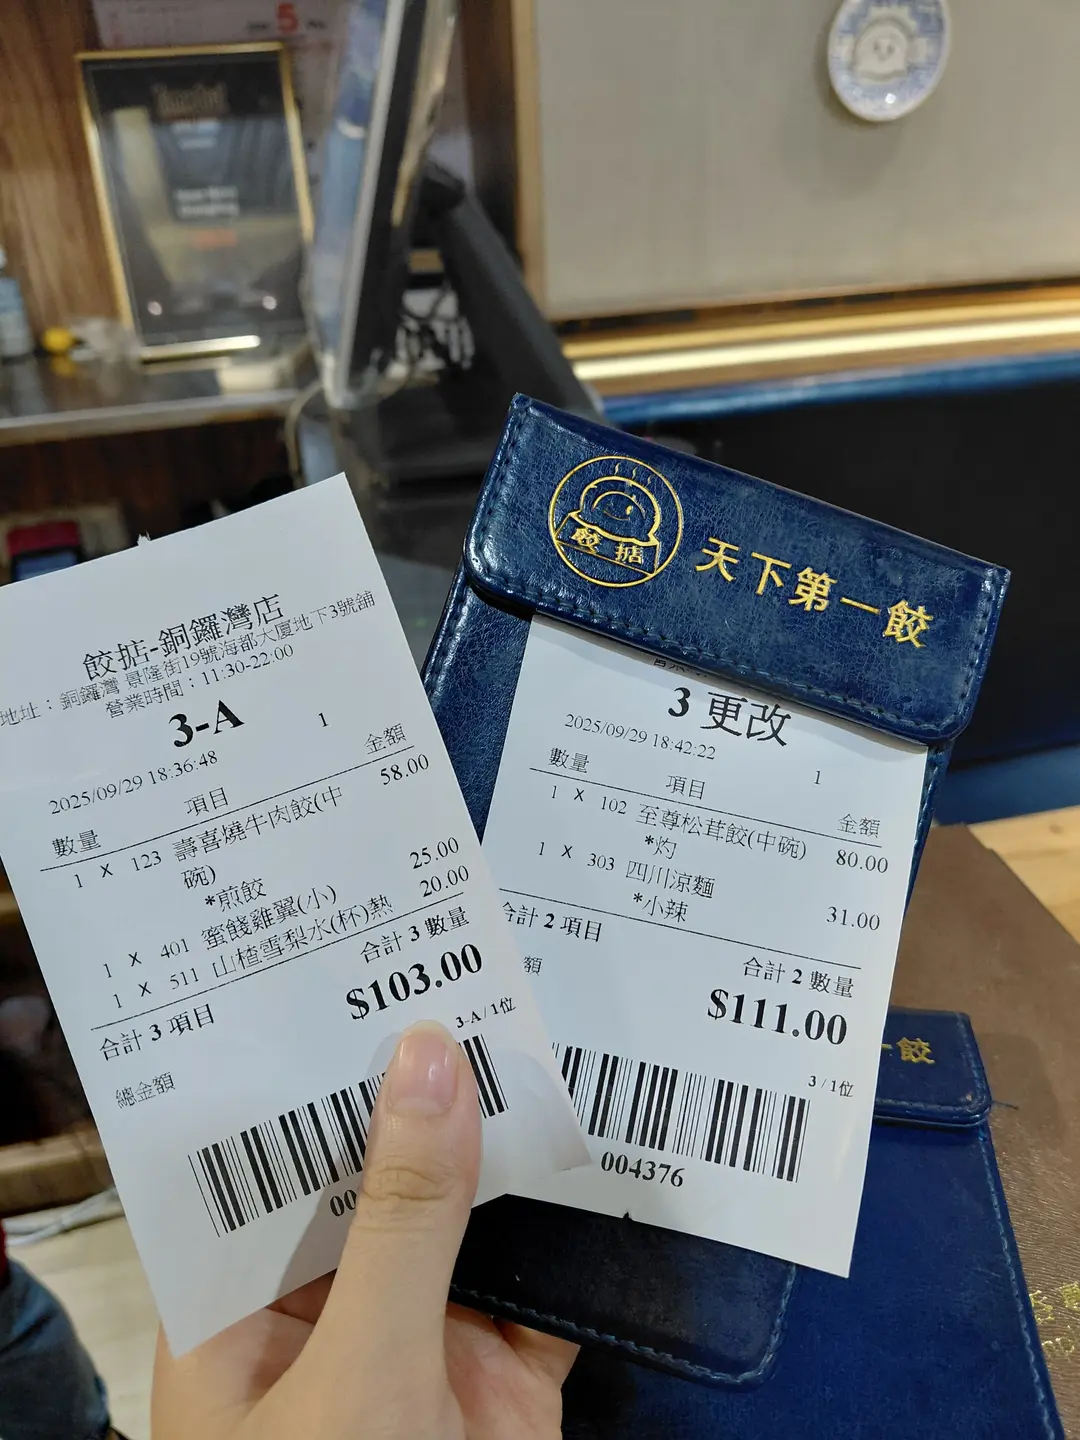 5
餃掂-銅鑼灣店
地址：銅鑼灣 景隆街19號海都大廈地下3號舖
營業時間：11:30-22:00
3-A
2025/09/29 18:36:48 1
數量 項目 金額
1 X 123 壽喜燒牛肉餃(中碗) 58.00
*煎餃
1 X 401 蜜餞雞翼(小) 25.00
1 X 511 山楂雪梨水(杯)熱 20.00
合計 3 項目 合計 3 數量
總金額 $103.00
3-A / 1位
00
餃掂
天下第一餃
3 更改
2025/09/29 18:42:22 1
數量 項目 金額
1 X 102 至尊松茸餃(中碗) 80.00
*灼
1 X 303 四川涼麵 31.00
*小辣
合計 2 項目 合計 2 數量
額 $111.00
3 / 1位
004376
一餃